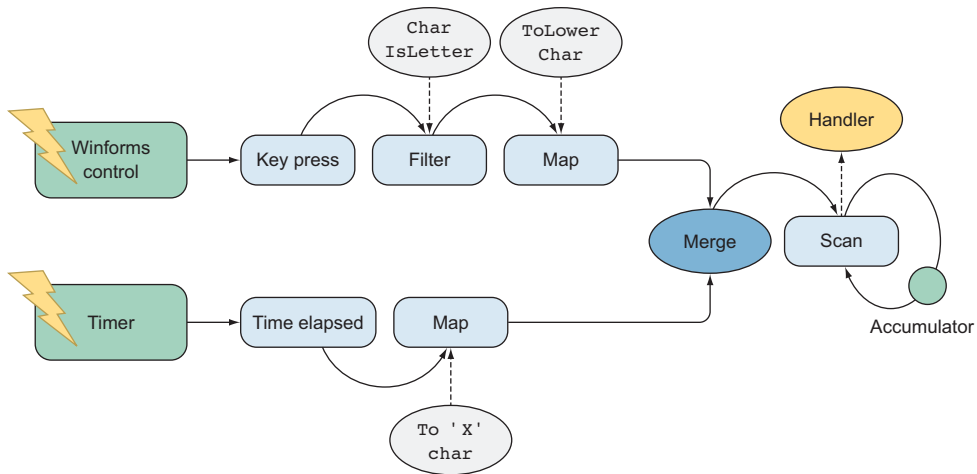 Char
IsLetter
ToLower
Char
Handler
Winforms
control
Key press
Filter
Map
Merge
Scan
Timer
Time elapsed
Map
Accumulator
To 'X'
char